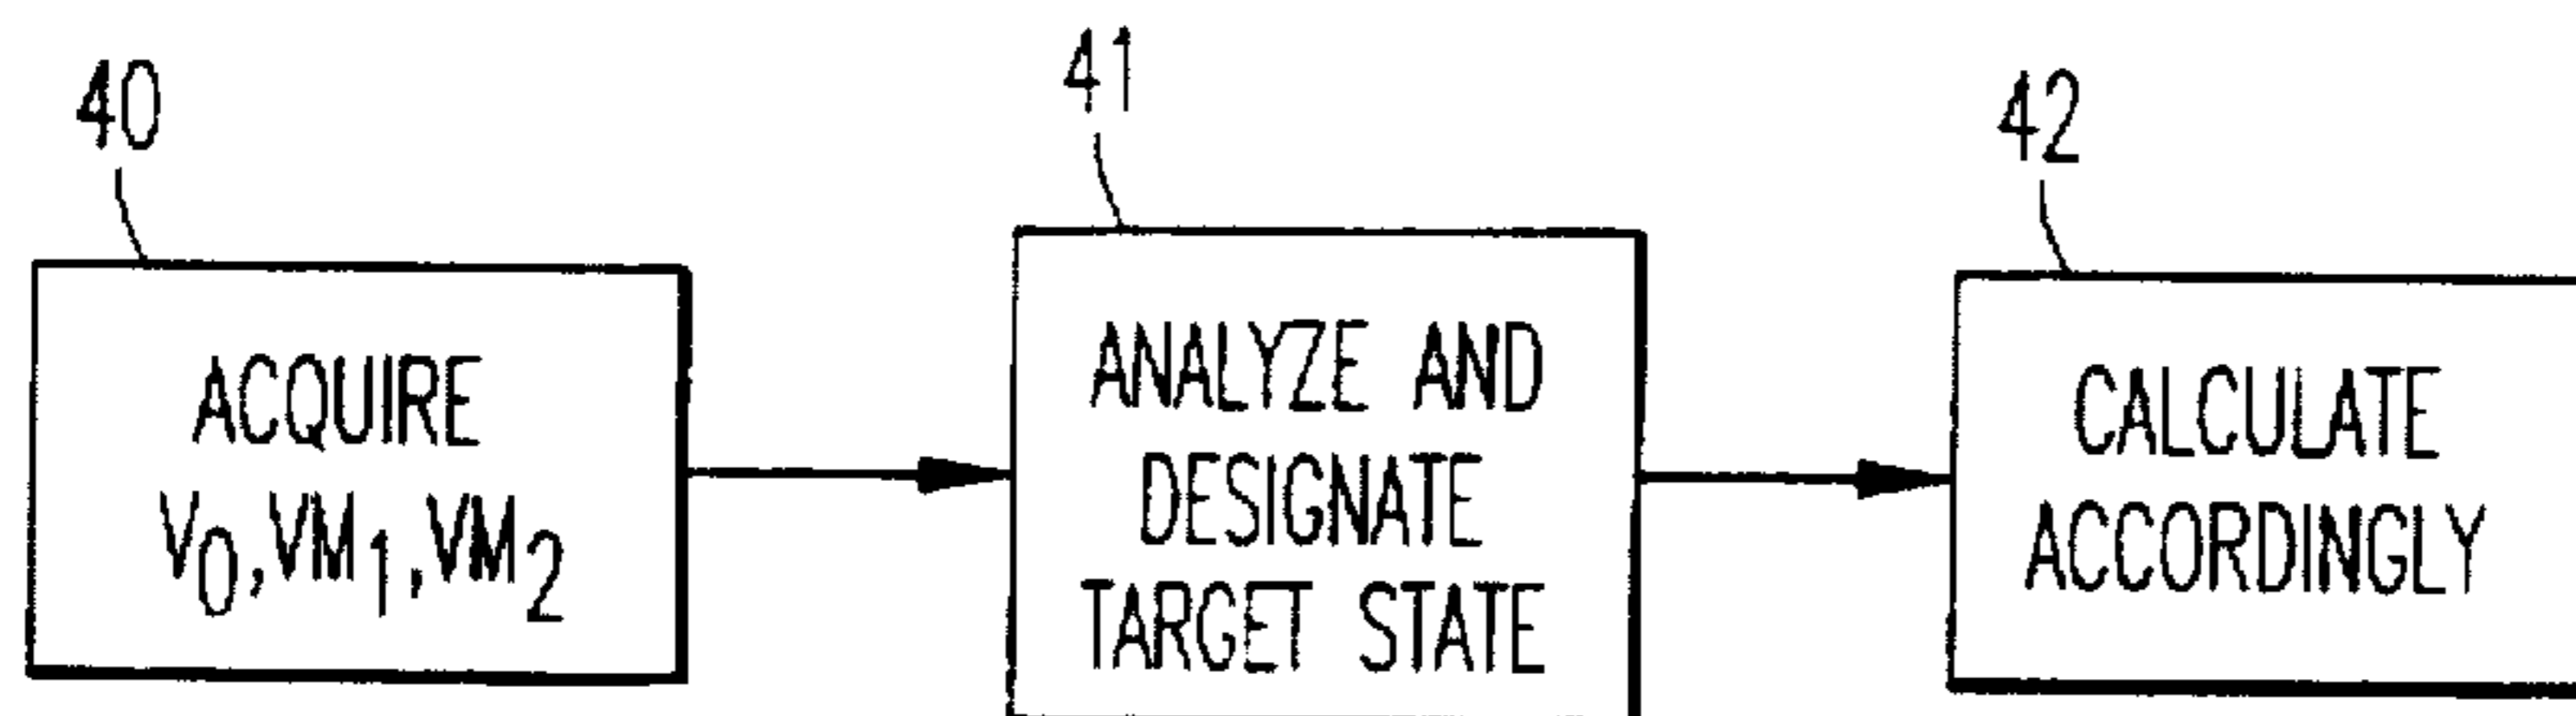 40
ACQUIRE
V0,VM1,VM2
41
ANALYZE AND
DESIGNATE
TARGET STATE
42
CALCULATE
ACCORDINGLY